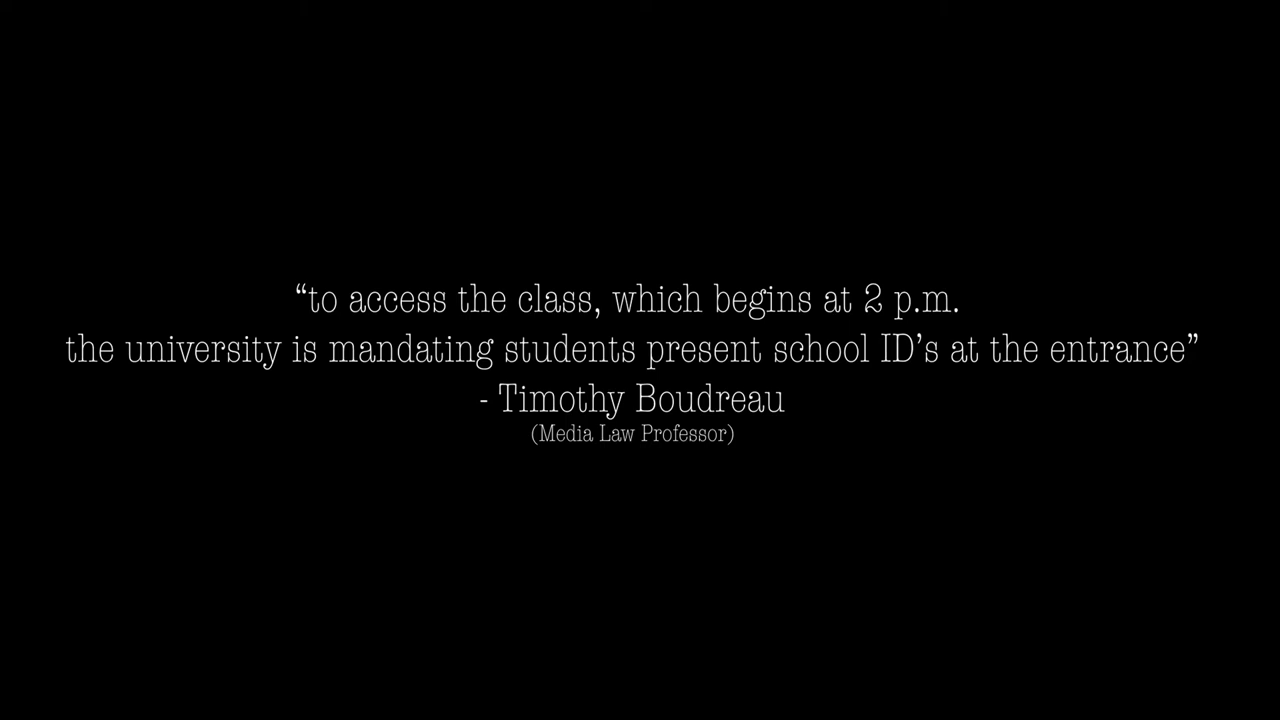 “to access the class, which begins at 2 p.m.
the university is mandating students present school ID’s at the entrance”
- Timothy Boudreau
(Media Law Professor)